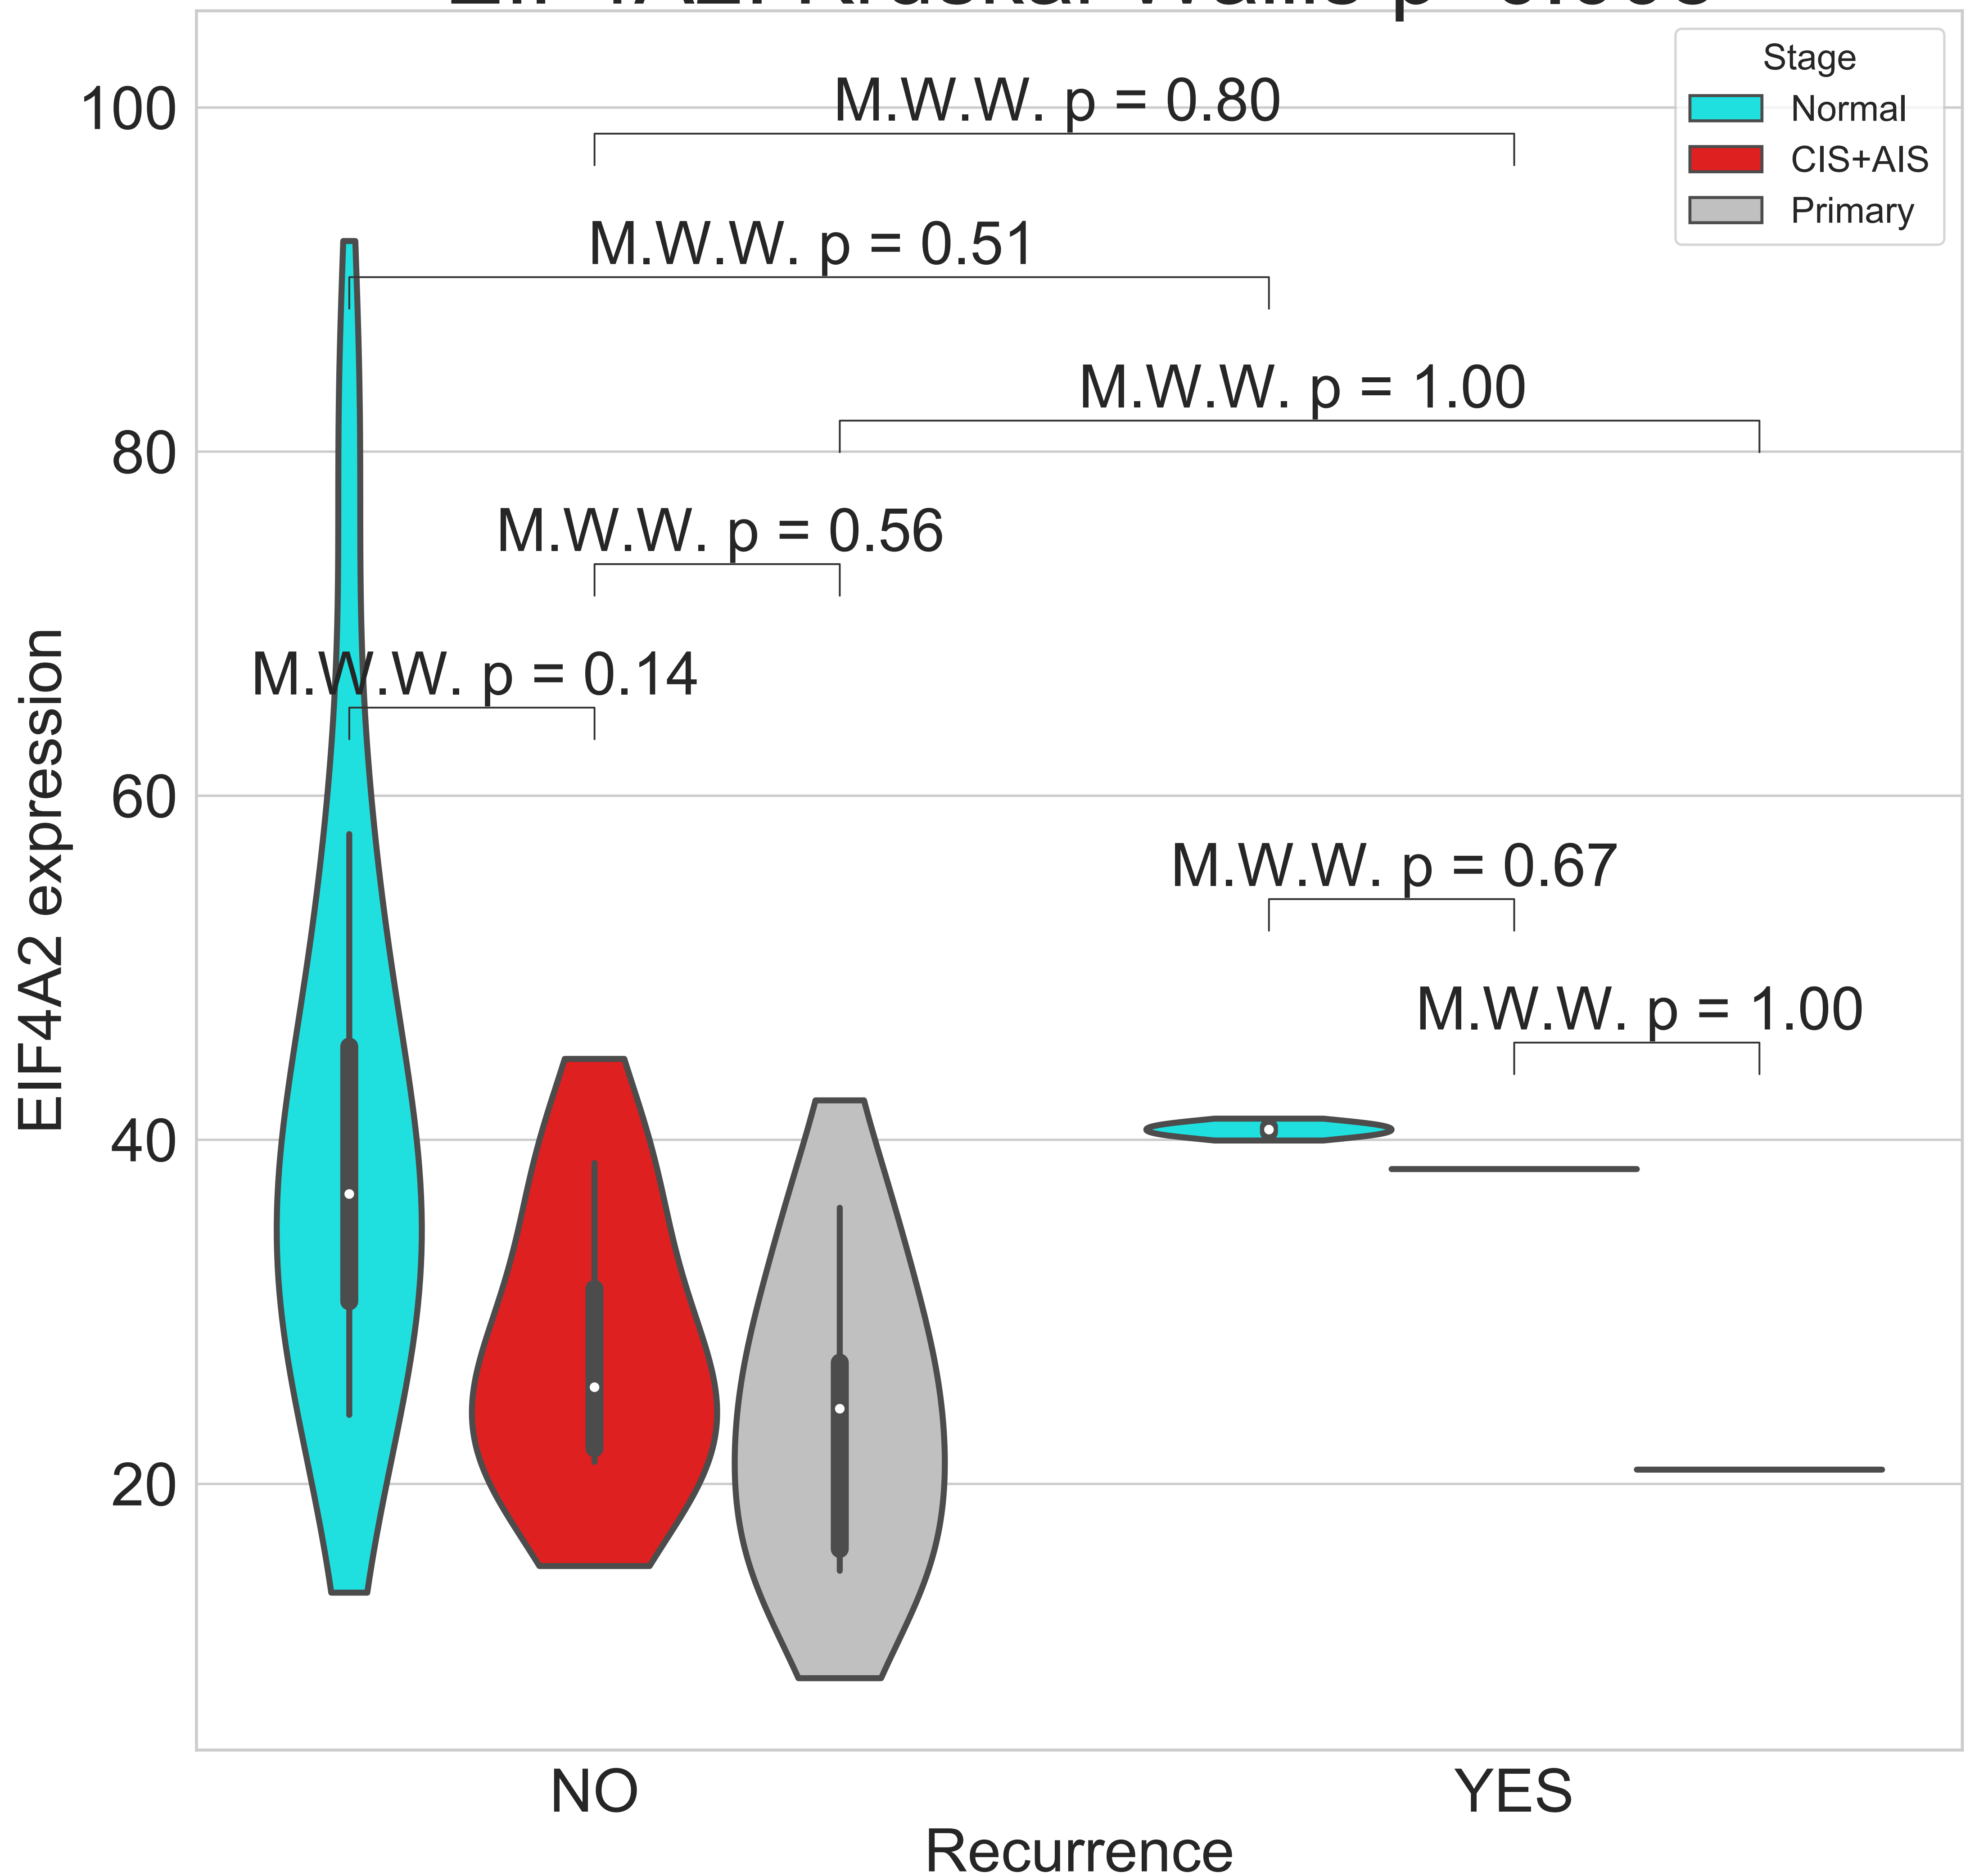 Stage
Normal
CIS+AIS
Primary
M.W.W. p = 0.80
M.W.W. p = 0.51
M.W.W. p = 1.00
M.W.W. p = 0.56
M.W.W. p = 0.14
M.W.W. p = 0.67
M.W.W. p = 1.00
100
80
60
40
20
EIF4A2 expression
NO
YES
Recurrence